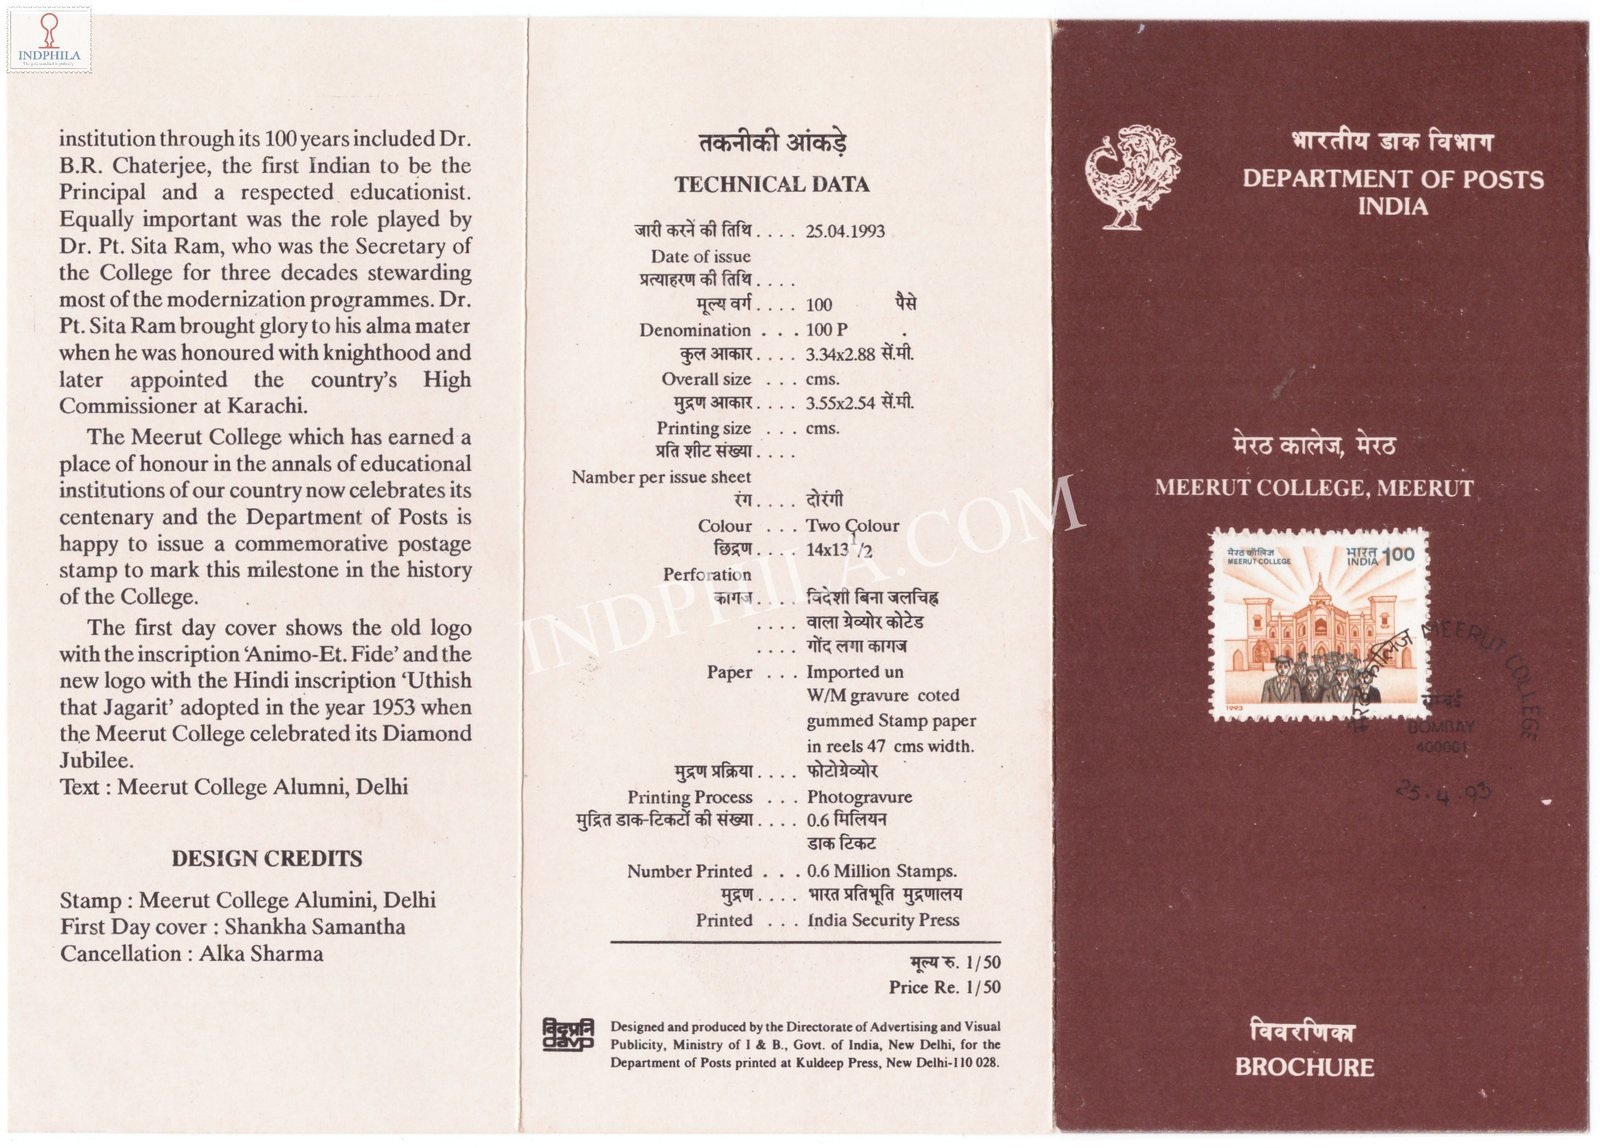 INDPHILA
institution through its 100 years included Dr.
B.R. Chaterjee, the first Indian to be the
Principal and a respected educationist.
Equally important was the role played by
Dr. Pt. Sita Ram, who was the Secretary of
the College for three decades stewarding
most of the modernization programmes. Dr.
Pt. Sita Ram brought glory to his alma mater
when he was honoured with knighthood and
later appointed the country's High
Commissioner at Karachi.
The Meerut College which has earned a
place of honour in the annals of educational
institutions of our country now celebrates its
centenary and the Department of Posts is
happy to issue a commemorative postage
stamp to mark this milestone in the history
of the College.
The first day cover shows the old logo
with the inscription 'Animo-Et. Fide' and the
new logo with the Hindi inscription 'Uthish
that Jagarit' adopted in the year 1953 when
the Meerut College celebrated its Diamond
Jubilee.
Text : Meerut College Alumni, Delhi
DESIGN CREDITS
Stamp : Meerut College Alumini, Delhi
First Day cover : Shankha Samantha
Cancellation : Alka Sharma
तकनीकी आंकड़े
TECHNICAL DATA
जारी करनें की तिथि . . . . 25.04.1993
Date of issue
प्रत्याहरण की तिथि . . . .
मूल्य वर्ग . . . . 100 पैसे
Denomination . . . 100 P .
कुल आकार . . . . 3.34x2.88 सें.मी.
Overall size . . . cms.
मुद्रण आकार . . . . 3.55x2.54 सें.मी.
Printing size . . . cms.
प्रति शीट संख्या . . . .
Namber per issue sheet
रंग . . . . दोरंगी
Colour . . . Two Colour
छिद्रण . . . . 14x13 1/2
Perforation
कागज . . . . विदेशी बिना जलचिह्न
. . . . वाला ग्रेव्योर कोटेड
. . . . गोंद लगा कागज
Paper . . . Imported un
W/M gravure coted
gummed Stamp paper
in reels 47 cms width.
मुद्रण प्रक्रिया . . . . फोटोग्रेव्योर
Printing Process . . . Photogravure
मुद्रित डाक-टिकटों की संख्या . . . . 0.6 मिलियन
डाक टिकट
Number Printed . . . 0.6 Million Stamps.
मुद्रण . . . . भारत प्रतिभूति मुद्रणालय
Printed . . . India Security Press
मूल्य रु. 1/50
Price Re. 1/50
विदृप्रनि
davp
Designed and produced by the Directorate of Advertising and Visual
Publicity, Ministry of I & B., Govt. of India, New Delhi, for the
Department of Posts printed at Kuldeep Press, New Delhi-110 028.
INDPHILA.COM
भारतीय डाक विभाग
DEPARTMENT OF POSTS
INDIA
मेरठ कालेज, मेरठ
MEERUT COLLEGE, MEERUT
मेरठ कॉलिज भारत 100
MEERUT COLLEGE INDIA
1993
मेरठ कॉलिज MEERUT COLLEGE
बम्बई
BOMBAY
400001
25.4.93
विवरणिका
BROCHURE